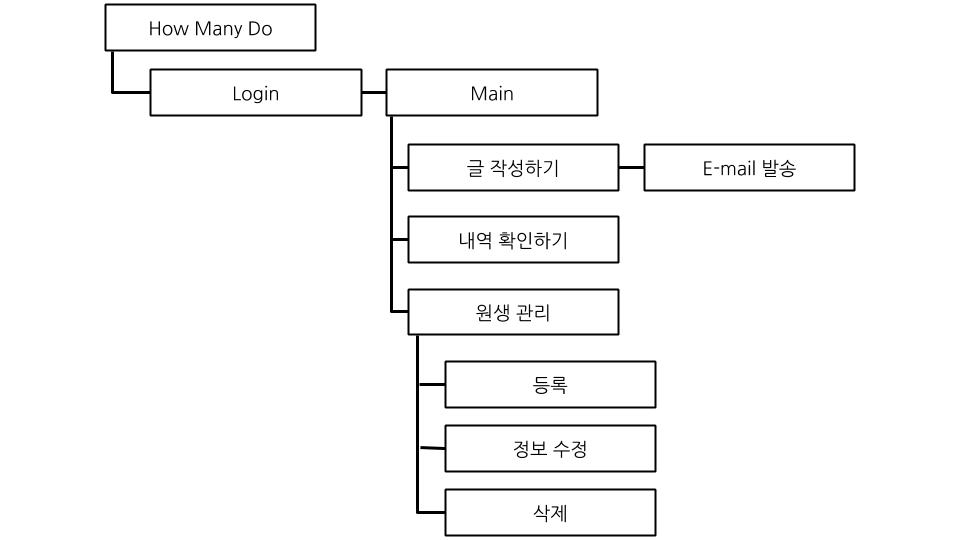 How Many Do
Login
Main
글 작성하기
E-mail 발송
내역 확인하기
원생 관리
등록
정보 수정
삭제